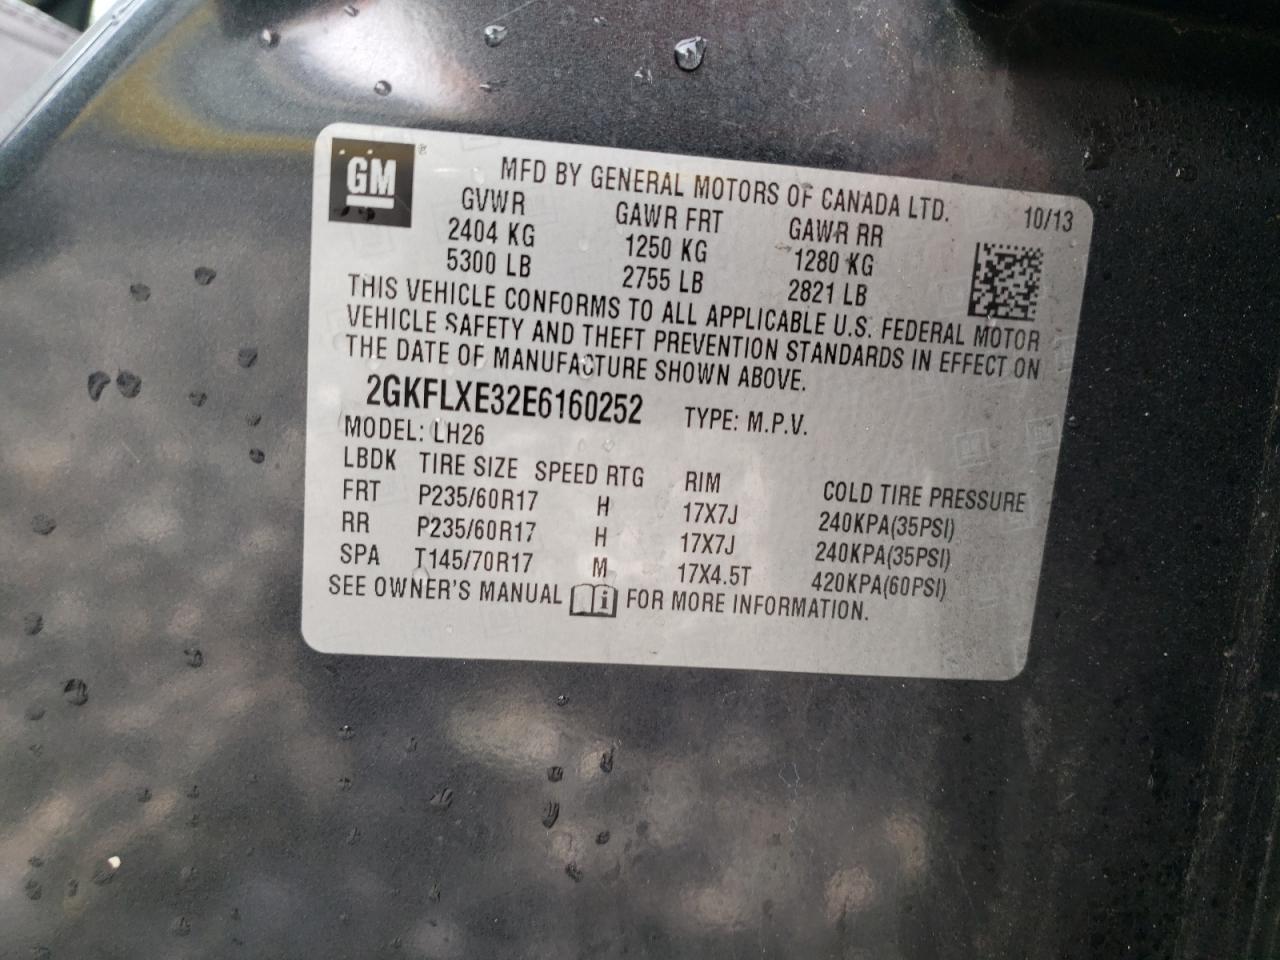 GM®
MFD BY GENERAL MOTORS OF CANADA LTD.
10/13
GVWR GAWR FRT GAWR RR
2404 KG 1250 KG 1280 KG
5300 LB 2755 LB 2821 LB
THIS VEHICLE CONFORMS TO ALL APPLICABLE U.S. FEDERAL MOTOR
VEHICLE SAFETY AND THEFT PREVENTION STANDARDS IN EFFECT ON
THE DATE OF MANUFACTURE SHOWN ABOVE.
2GKFLXE32E6160252 TYPE: M.P.V.
MODEL: LH26
LBDK TIRE SIZE SPEED RTG RIM COLD TIRE PRESSURE
FRT P235/60R17 H 17X7J 240KPA(35PSI)
RR P235/60R17 H 17X7J 240KPA(35PSI)
SPA T145/70R17 M 17X4.5T 420KPA(60PSI)
SEE OWNER'S MANUAL i FOR MORE INFORMATION.